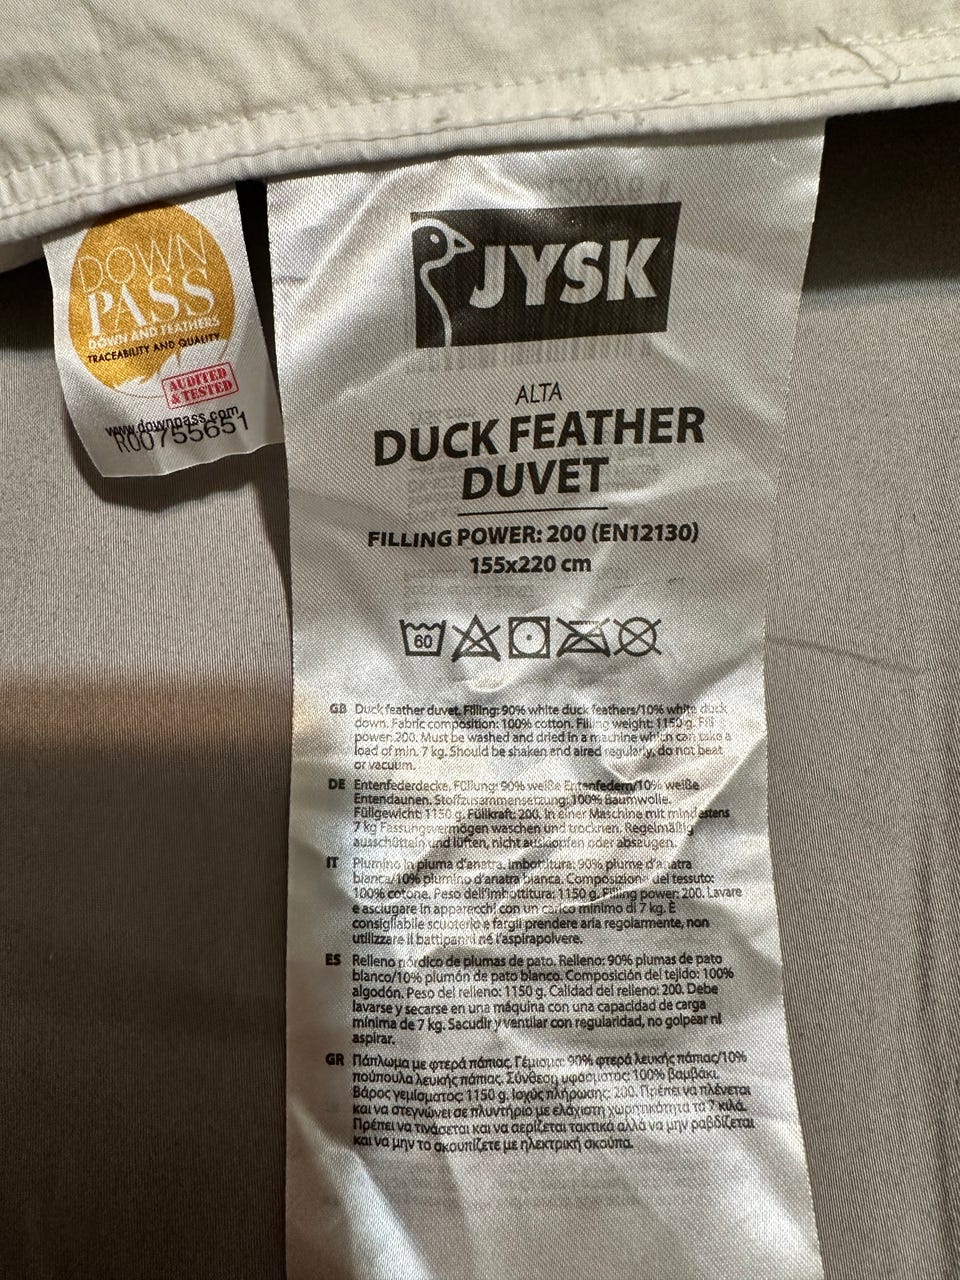 DOWN
PASS
DOWN AND FEATHERS
TRACEABILITY AND QUALITY
AUDITED
& TESTED
www.downpass.com
R00755651
JYSK
ALTA
DUCK FEATHER
DUVET
FILLING POWER: 200 (EN12130)
155x220 cm
60
GB Duck feather duvet. Filling: 90% white duck feathers/10% white duck
down. Fabric composition: 100% cotton. Filling weight: 1150 g. Fill
power: 200. Must be washed and dried in a machine which can take a
load of min. 7 kg. Should be shaken and aired regularly, do not beat
or vacuum.
DE Entenfederdecke. Füllung: 90% weiße Entenfedern/10% weiße
Entendaunen. Stoffzusammensetzung: 100% Baumwolle.
Füllgewicht: 1150 g. Füllkraft: 200. In einer Maschine mit mindestens
7 kg Fassungsvermögen waschen und trocknen. Regelmäßig
ausschütteln und lüften, nicht ausklopfen oder absaugen.
IT Piumino in piuma d'anatra. Imbottitura: 90% piume d'anatra
bianca/10% piumino d'anatra bianca. Composizione del tessuto:
100% cotone. Peso dell'imbottitura: 1150 g. Filling power: 200. Lavare
e asciugare in apparecchi con un carico minimo di 7 kg. È
consigliabile scuoterlo e fargli prendere aria regolarmente, non
utilizzare il battipanni né l'aspirapolvere.
ES Relleno nórdico de plumas de pato. Relleno: 90% plumas de pato
blanco/10% plumón de pato blanco. Composición del tejido: 100%
algodón. Peso del relleno: 1150 g. Calidad del relleno: 200. Debe
lavarse y secarse en una máquina con una capacidad de carga
mínima de 7 kg. Sacudir y ventilar con regularidad, no golpear ni
aspirar.
GR Πάπλωμα με φτερά πάπιας. Γέμισμα: 90% φτερά λευκής πάπιας/10%
πούπουλα λευκής πάπιας. Σύνθεση υφάσματος: 100% βαμβάκι.
Βάρος γεμίσματος: 1150 g. Ισχύς πλήρωσης: 200. Πρέπει να πλένεται
και να στεγνώνει σε πλυντήριο με ελάχιστη χωρητικότητα τα 7 κιλά.
Πρέπει να τινάσεται και να αερίζεται τακτικά αλλά να μην ραβδίζεται
και να μην το σκουπίζετε με ηλεκτρική σκούπα.